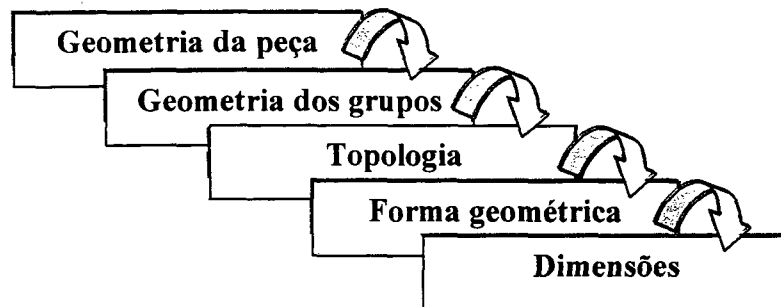 Geometria da peça
Geometria dos grupos
Topologia
Forma geométrica
Dimensões